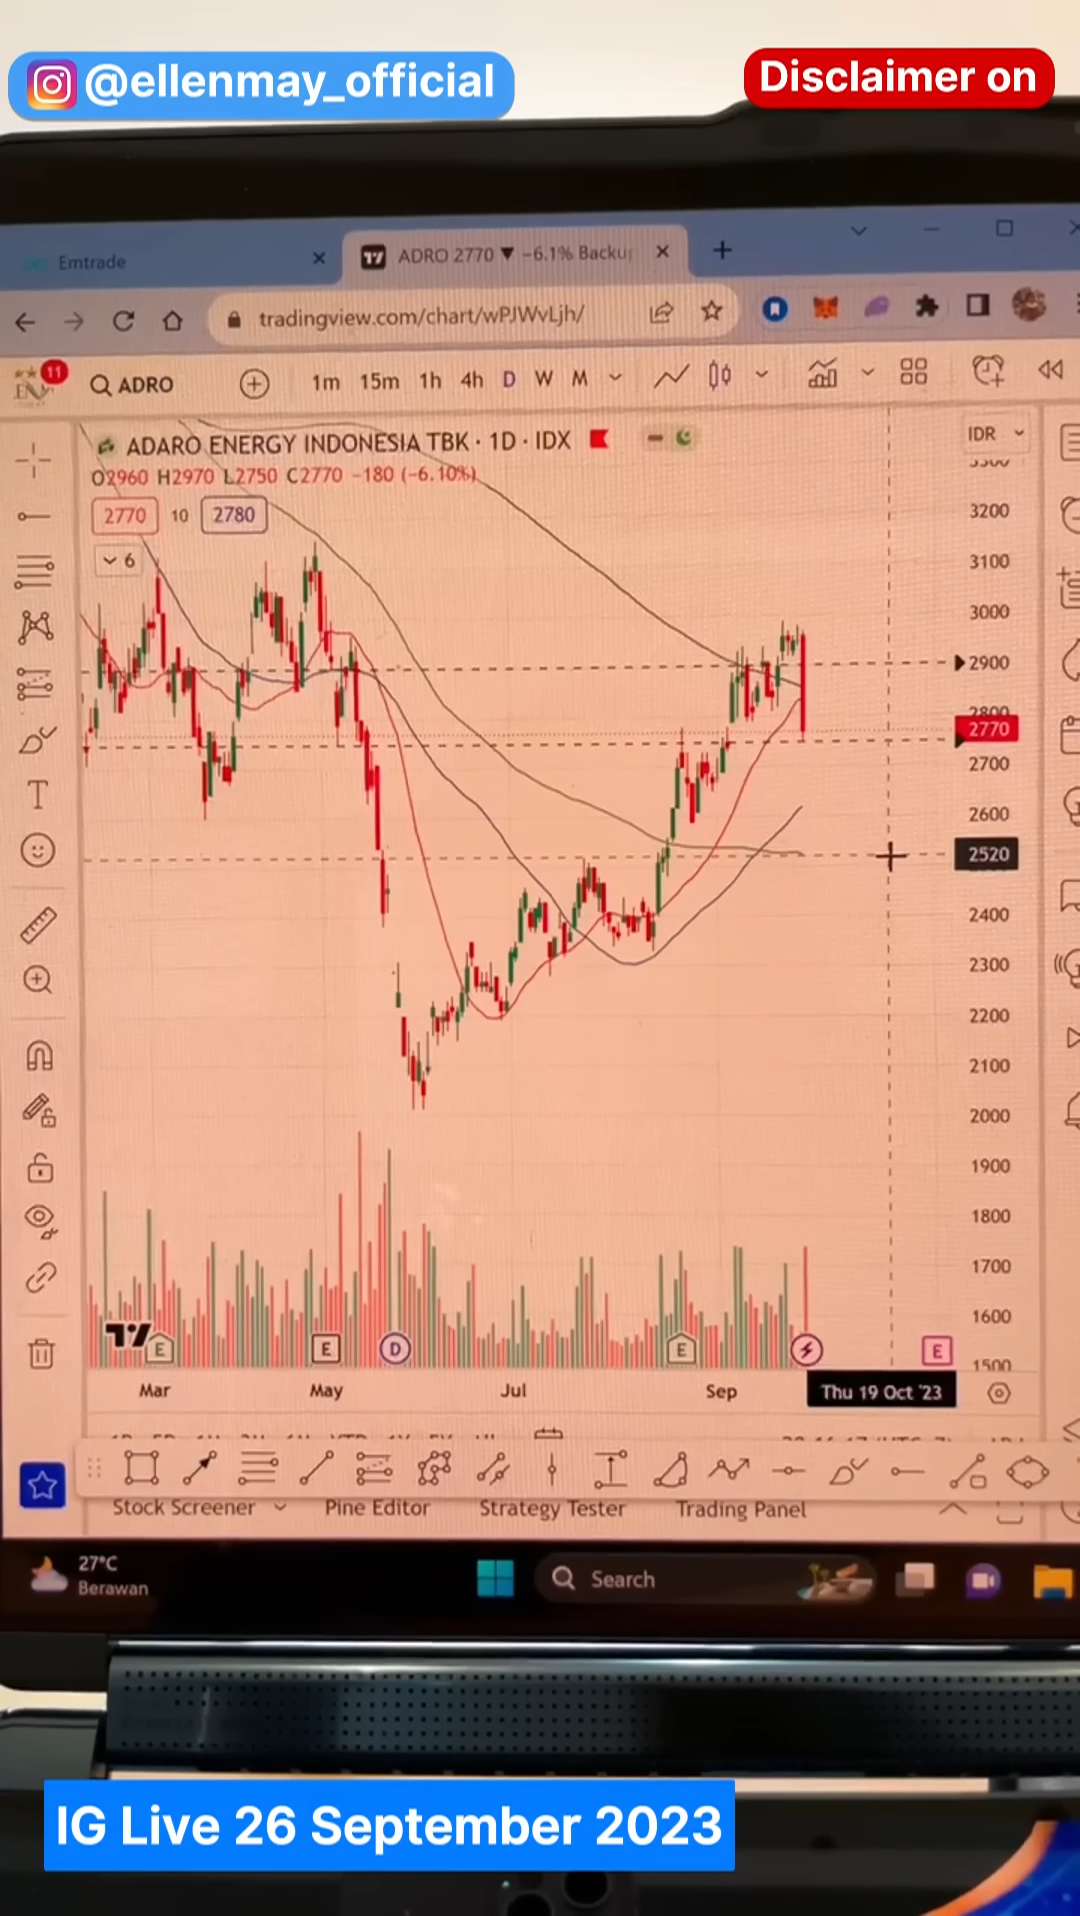 @ellenmay_official
Disclaimer on
Emtrade
ADRO 2770 ▼ −6.1% Backup
tradingview.com/chart/wPJWvLjh/
11
ADRO
1m 15m 1h 4h D W M
ADARO ENERGY INDONESIA TBK · 1D · IDX
IDR
O2960 H2970 L2750 C2770 −180 (−6.10%)
2770 10 2780
6
3200
3100
3000
2900
2800
2770
2700
2600
2520
2400
2300
2200
2100
2000
1900
1800
1700
1600
1500
E E D E E
Mar May Jul Sep Thu 19 Oct '23
Stock Screener Pine Editor Strategy Tester Trading Panel
27°C
Berawan
Search
IG Live 26 September 2023